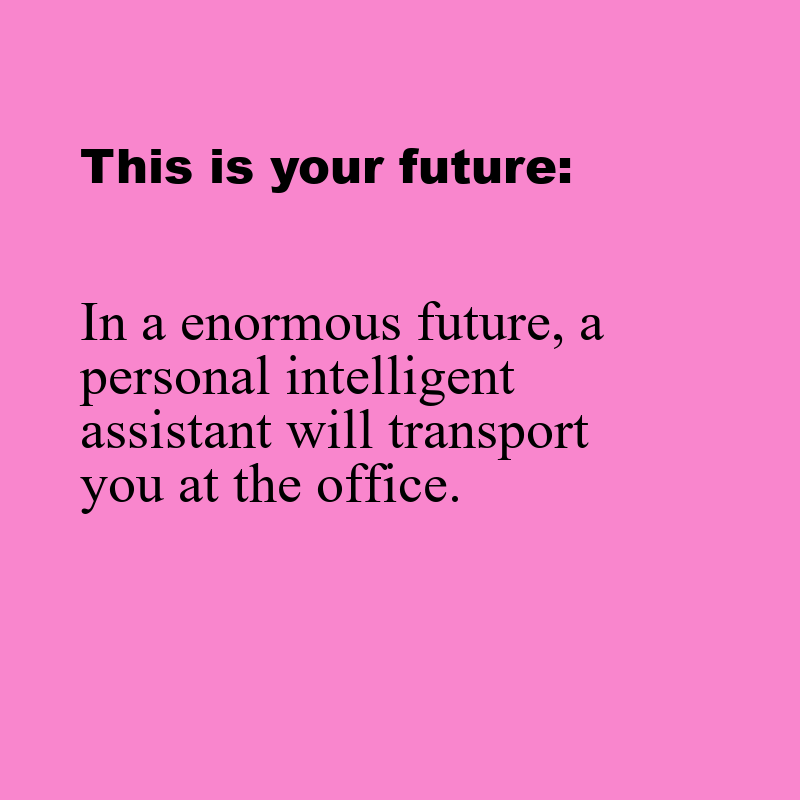 This is your future:
In a enormous future, a
personal intelligent
assistant will transport
you at the office.